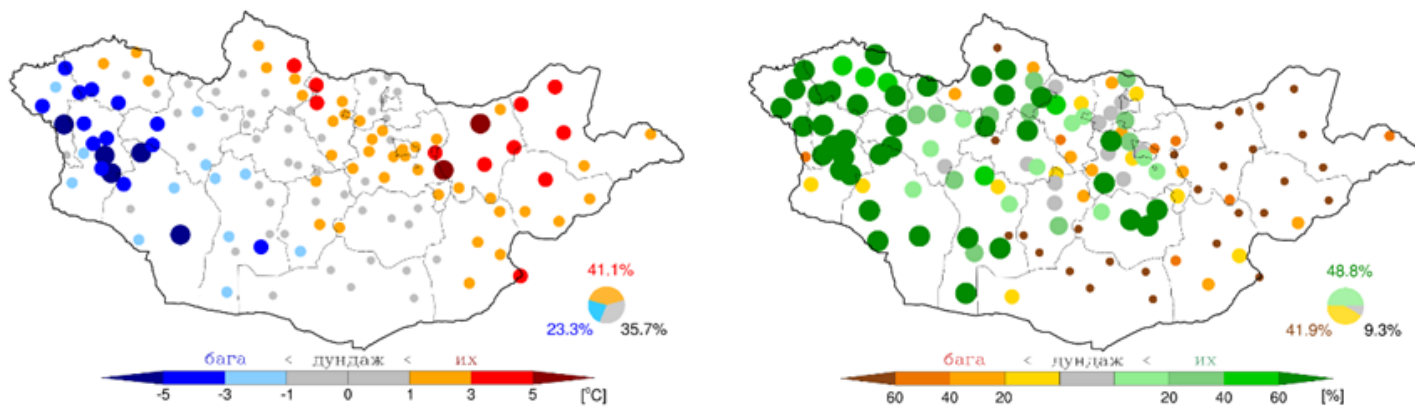 41.1%
23.3% 35.7%
бага < дундаж < их
-5 -3 -1 0 1 3 5 [⁰C]
48.8%
41.9% 9.3%
бага < дундаж < их
60 40 20 20 40 60 [%]